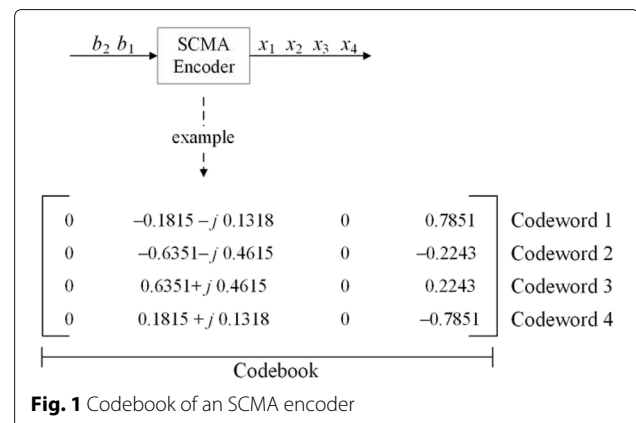 b₂ b₁ SCMA Encoder x₁ x₂ x₃ x₄
example
0 −0.1815 − j 0.1318 0 0.7851 Codeword 1
0 −0.6351− j 0.4615 0 −0.2243 Codeword 2
0 0.6351+ j 0.4615 0 0.2243 Codeword 3
0 0.1815 + j 0.1318 0 −0.7851 Codeword 4
Codebook
Fig. 1 Codebook of an SCMA encoder